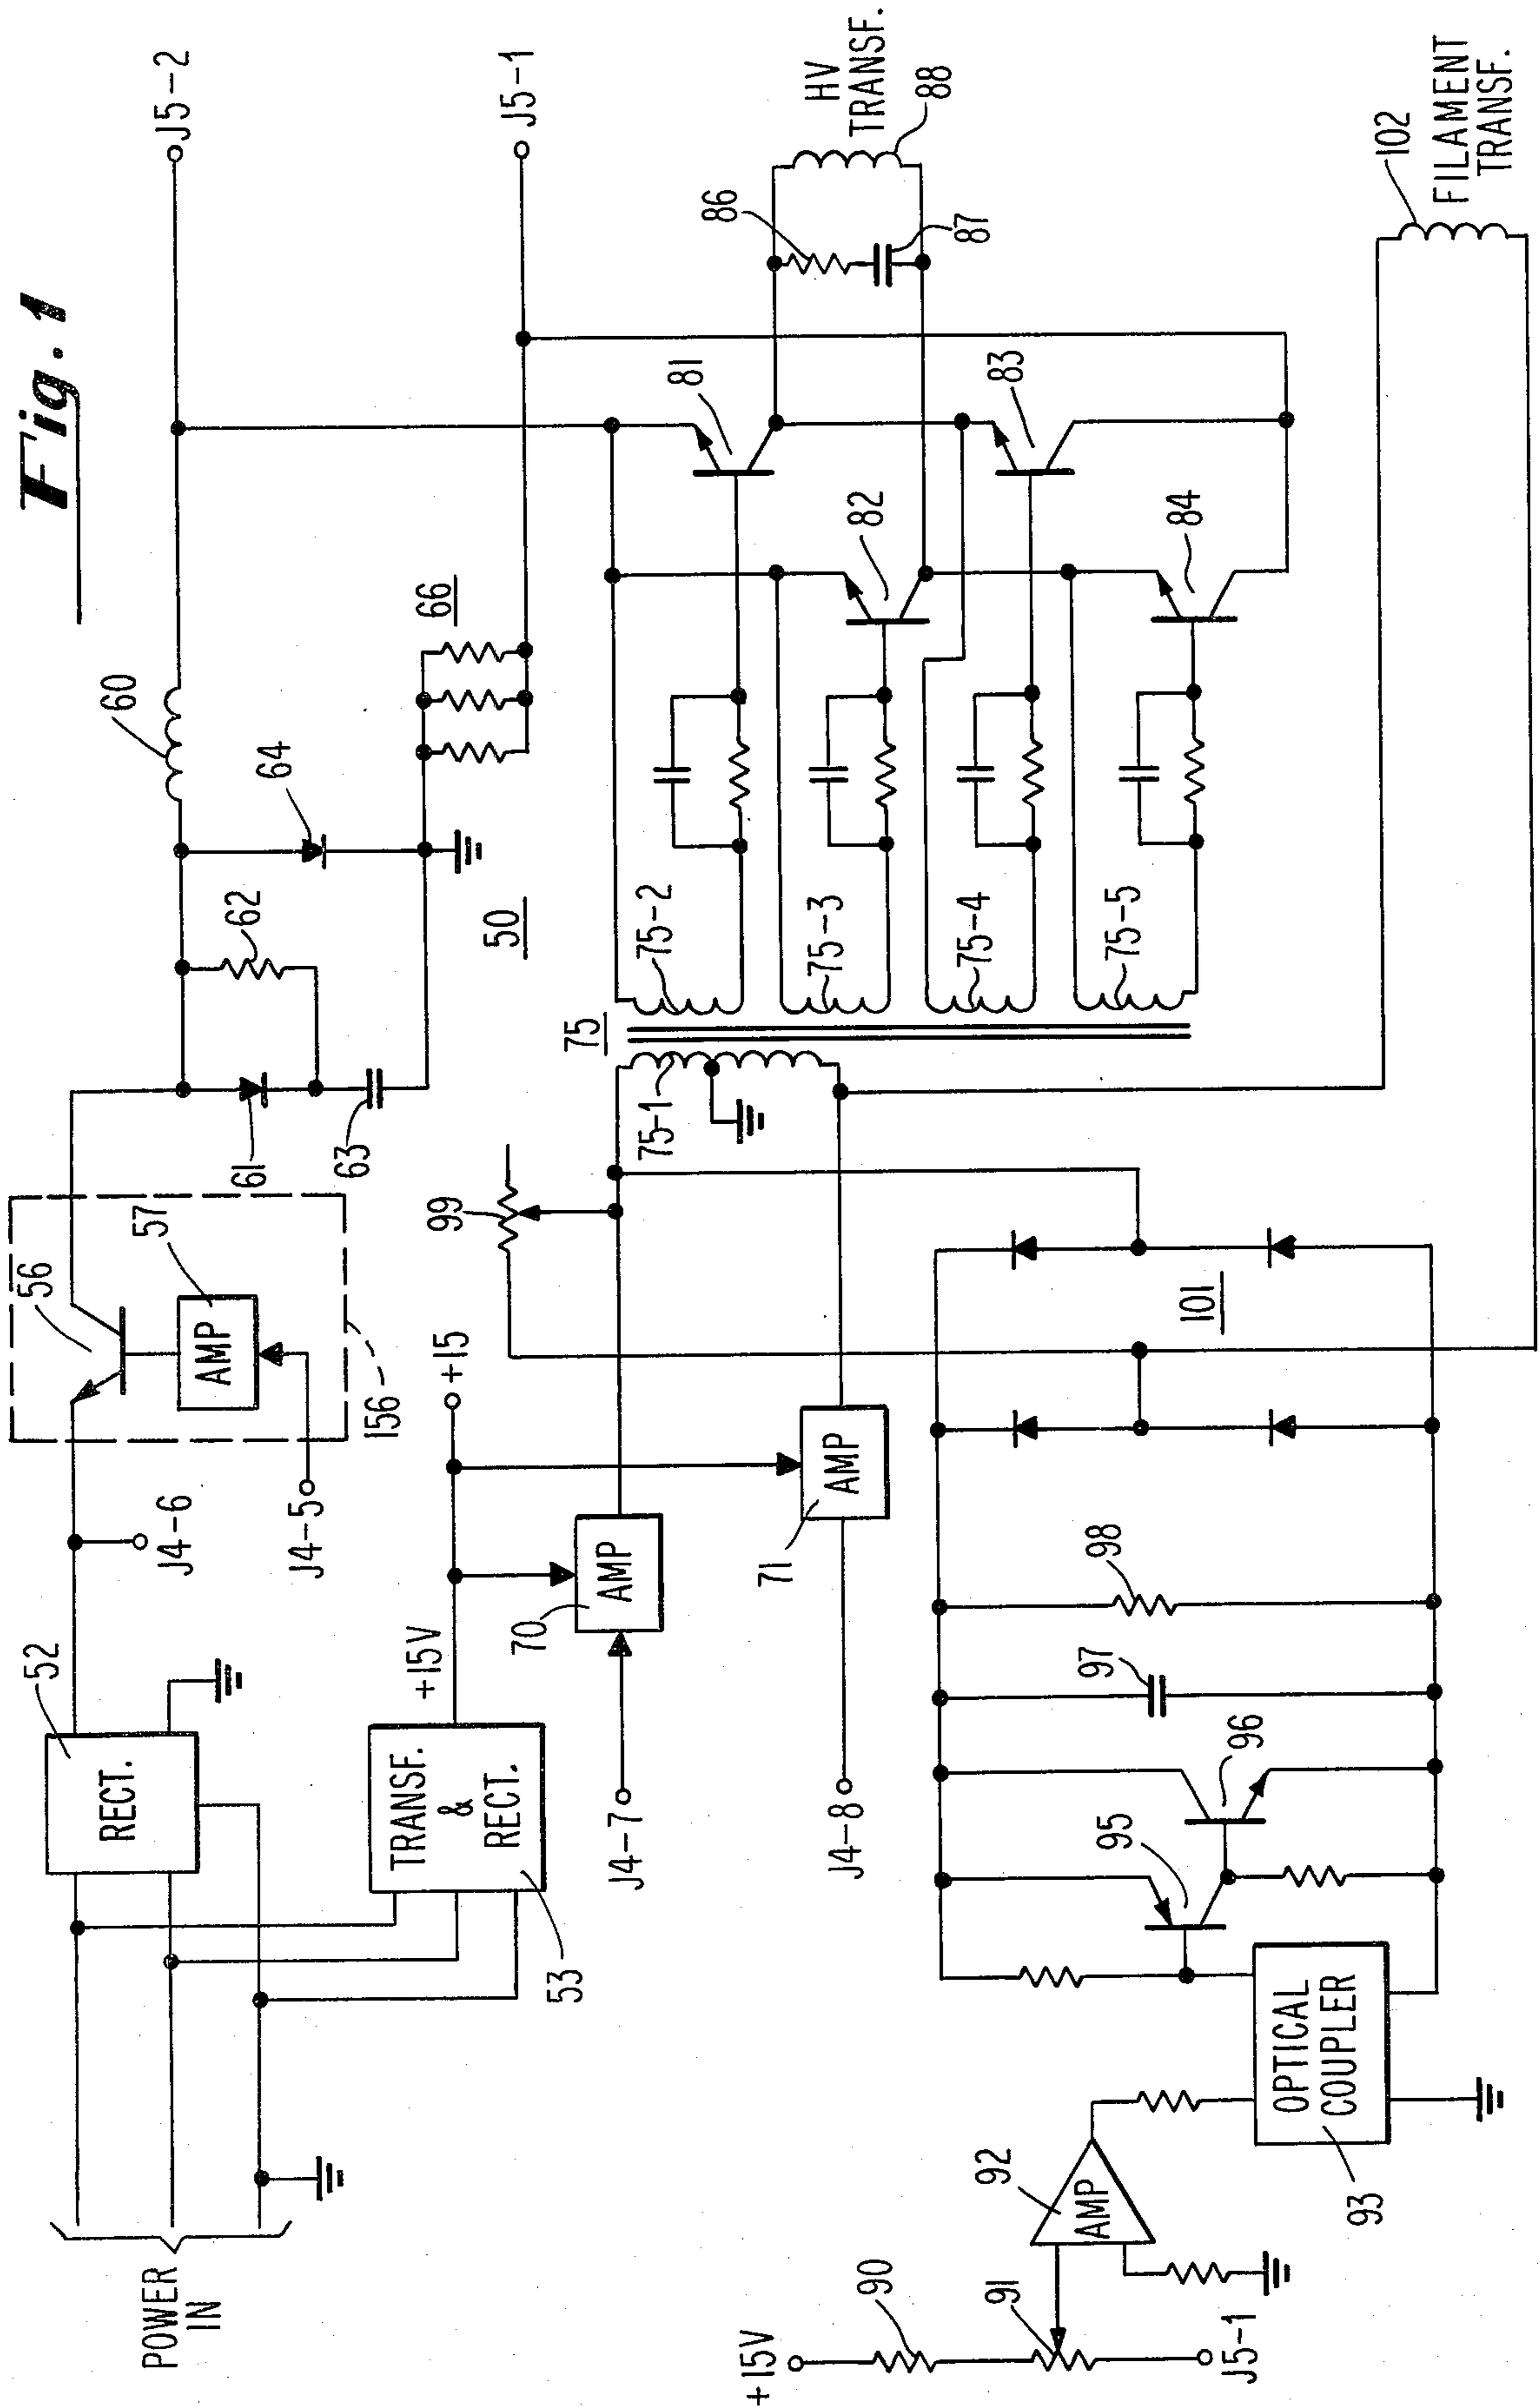 Fig. 1
POWER
IN
52
RECT.
J4-6
J4-5
56
57
AMP
156
61
62
63
64
60
J5-2
TRANSF.
&
RECT.
53
+15V
+15
J4-7
70
AMP
J4-8
71
AMP
99
50
66
J5-1
75
75-1
75-2
75-3
75-4
75-5
81
82
83
84
86
87
HV
TRANSF.
88
+15V
90
91
J5-1
92
AMP
OPTICAL
COUPLER
93
95
96
97
98
101
102
FILAMENT
TRANSF.